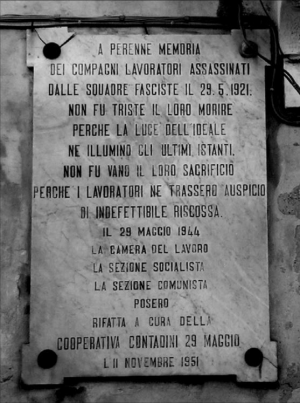 A PERENNE MEMORIA
DEI COMPAGNI LAVORATORI ASSASSINATI
DALLE SQUADRE FASCISTE IL 29.5.1921.
NON FU TRISTE IL LORO MORIRE
PERCHE LA LUCE DELL'IDEALE
NE ILLUMINO GLI ULTIMI ISTANTI.
NON FU VANO IL LORO SACRIFICIO
PERCHE I LAVORATORI NE TRASSERO AUSPICIO
DI INDEFETTIBILE RISCOSSA.
IL 29 MAGGIO 1944
LA CAMERA DEL LAVORO
LA SEZIONE SOCIALISTA
LA SEZIONE COMUNISTA
POSERO
RIFATTA A CURA DELLA
COOPERATIVA CONTADINI 29 MAGGIO
L'11 NOVEMBRE 1951